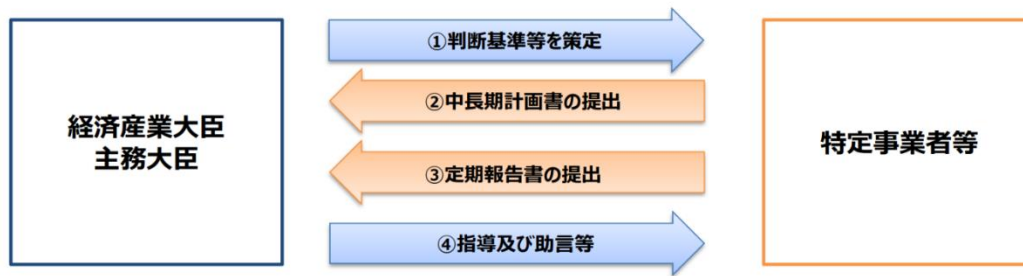 経済産業大臣
主務大臣
①判断基準等を策定
②中長期計画書の提出
③定期報告書の提出
④指導及び助言等
特定事業者等